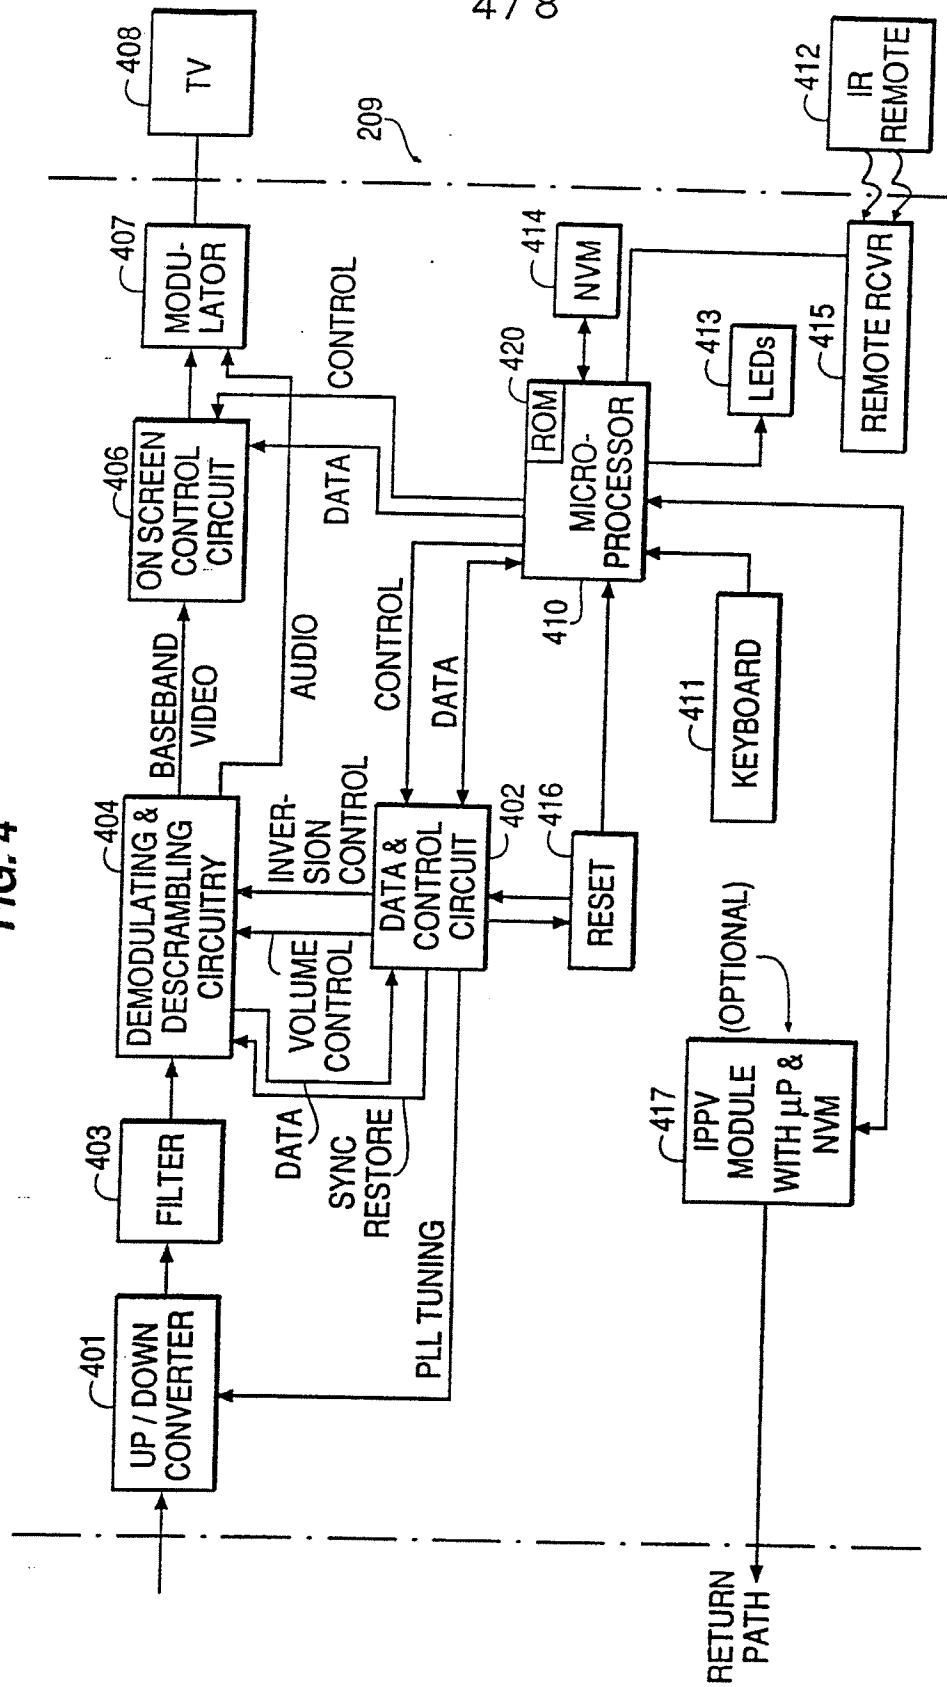 FIG. 4
401
UP / DOWN
CONVERTER
403
FILTER
404
DEMODULATING &
DESCRAMBLING
CIRCUITRY
BASEBAND
VIDEO
406
ON SCREEN
CONTROL
CIRCUIT
407
MODU-
LATOR
408
TV
209
AUDIO
DATA
CONTROL
DATA
SYNC
RESTORE
VOLUME
CONTROL
INVER-
SION
CONTROL
PLL TUNING
DATA &
CONTROL
CIRCUIT
402
CONTROL
DATA
416
RESET
410
420
ROM
MICRO-
PROCESSOR
414
NVM
413
LEDs
411
KEYBOARD
415
REMOTE RCVR
412
IR
REMOTE
417
IPPV
MODULE
WITH μP &
NVM
(OPTIONAL)
RETURN
PATH